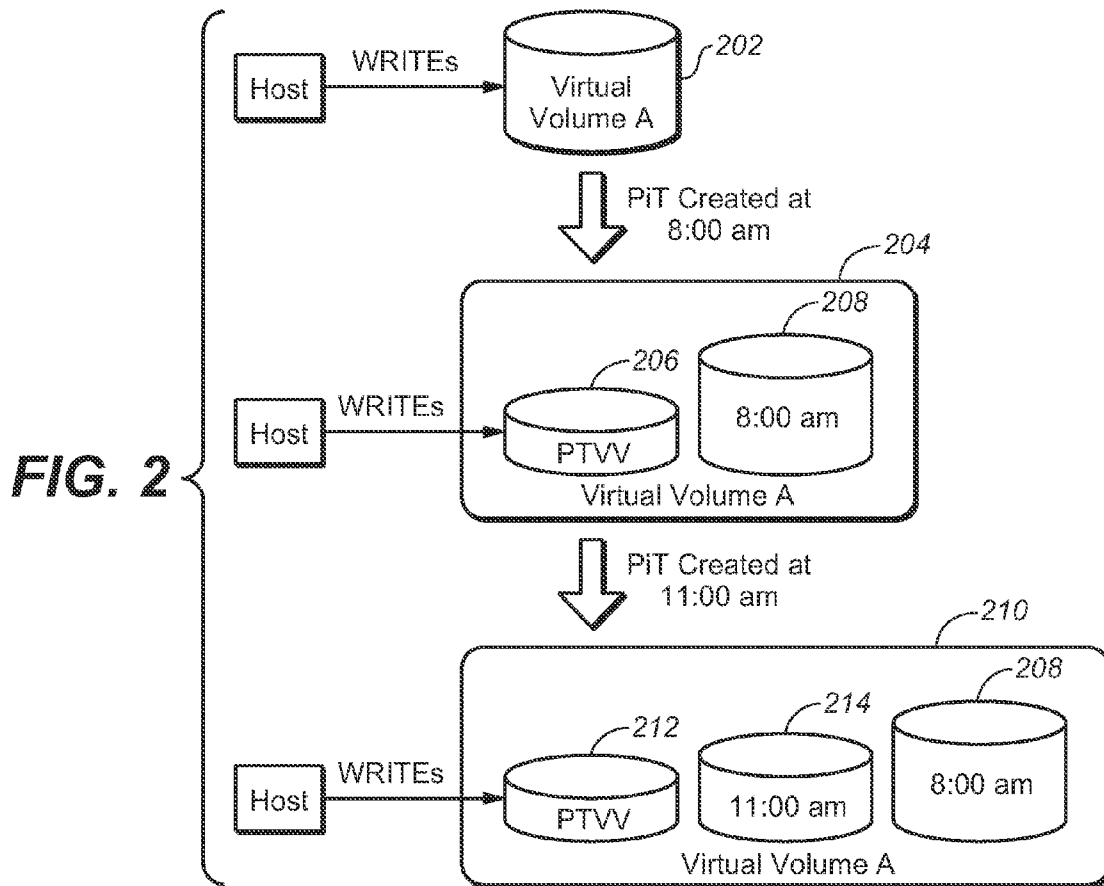 202
WRITEs
Host
Virtual
Volume A
PiT Created at
8:00 am
204
208
206
WRITEs
8:00 am
Host
PTVV
FIG. 2
Virtual Volume A
PiT Created at
11:00 am
210
208
214
212
WRITEs
8:00 am
Host
11:00 am
PTVV
Virtual Volume A